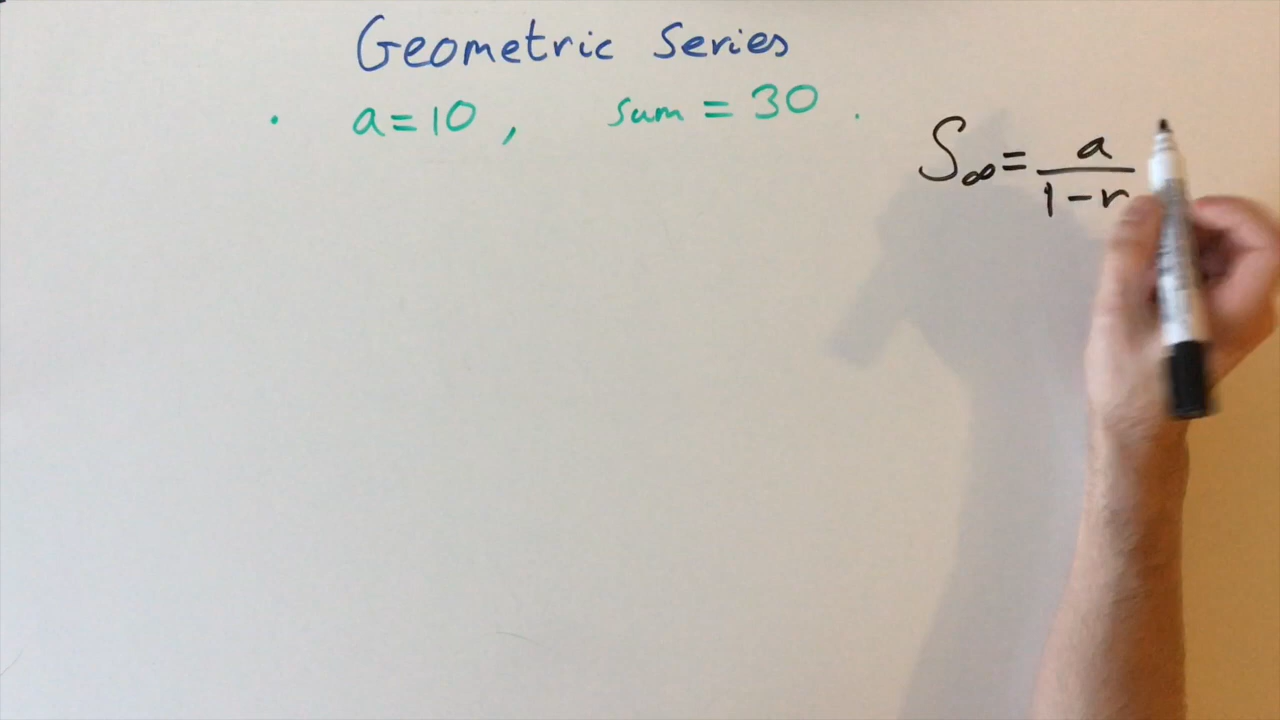 Geometric Series
· a=10, sum = 30.
S∞ = a/(1-r)